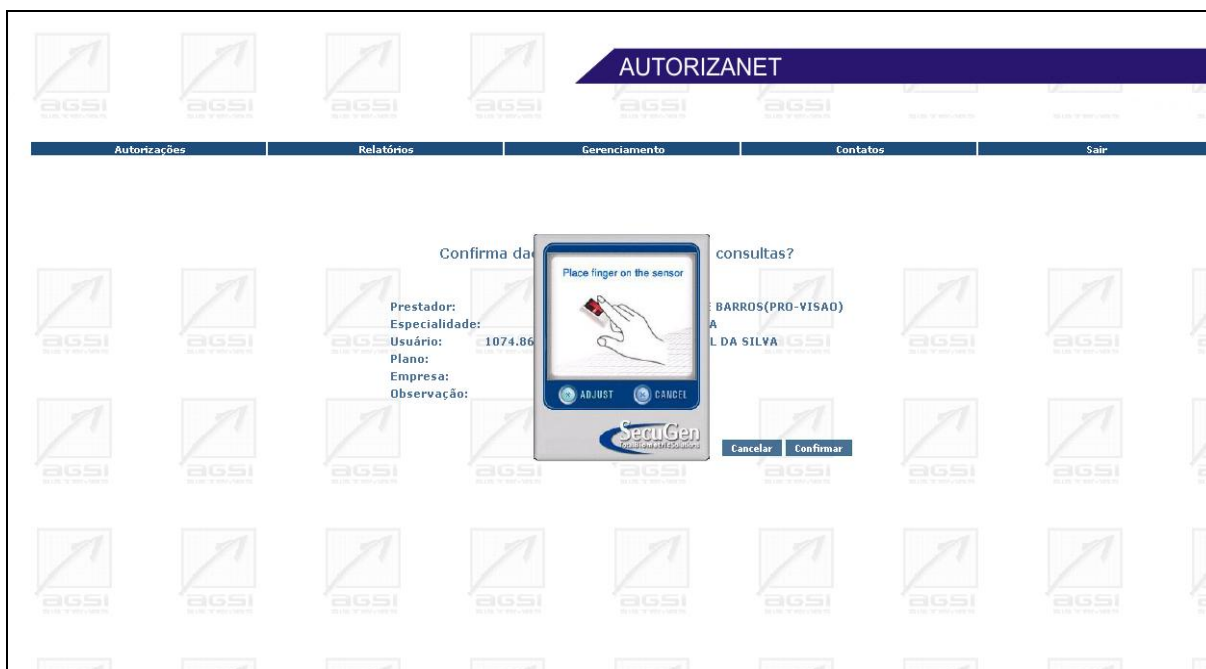 AUTORIZANET
Autorizações Relatórios Gerenciamento Contatos Sair
Confirma da consultas?
Place finger on the sensor
Prestador: BARROS(PRO-VISAO)
Especialidade: A
Usuário: 1074.86 L DA SILVA
Plano:
Empresa:
Observação:
ADJUST CANCEL
SecuGen
Cancelar Confirmar
agsi